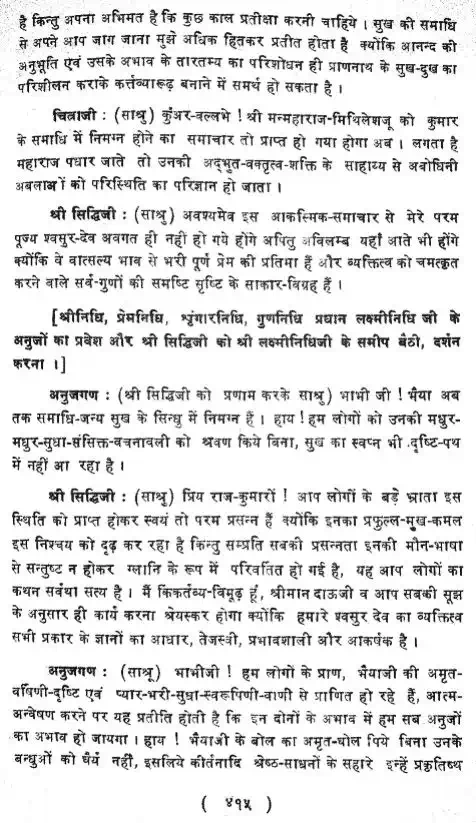 है किन्तु अपना अभिमत है कि कुछ काल प्रतीक्षा करनी चाहिये । सुख की समाधि
से अपने आप जाग जाना मुझे अधिक हितकर प्रतीत होता है क्योंकि आनन्द की
अनुभूति एवं उसके अभाव के तारतम्य का परिशोधन ही प्राणनाथ के सुख-दुख का
परिशीलन कराके कर्त्तव्यारूढ़ बनाने में समर्थ हो सकता है ।
चित्राजी : (साश्रु) कुँअर-वल्लभे ! श्री मन्महाराज-मिथिलेशजू को कुमार
के समाधि में निमग्न होने का समाचार तो प्राप्त हो गया होगा अब । लगता है
महाराज पधार जाते तो उनकी अद्भुत-वक्तृत्व-शक्ति के साहाय्य से अबोधिनी
अबलाओं को परिस्थिति का परिज्ञान हो जाता ।
श्री सिद्धिजी : (साश्रु) अवश्यमेव इस आकस्मिक-समाचार से मेरे परम
पूज्य श्वसुर-देव अवगत ही नहीं हो गये होंगे अपितु अविलम्ब यहाँ आते भी होंगे
क्योंकि वे वात्सल्य भाव से भरी पूर्ण प्रेम की प्रतिमा हैं और व्यक्तित्व को चमत्कृत
करने वाले सर्व-गुणों की समष्टि सृष्टि के साकार-विग्रह हैं ।
[श्रीनिधि, प्रेमनिधि, श्रृंगारनिधि, गुणनिधि प्रधान लक्ष्मीनिधि जी के
अनुजों का प्रवेश और श्री सिद्धिजी को श्री लक्ष्मीनिधिजी के समीप बैठी, दर्शन
करना ।]
अनुजगण : (श्री सिद्धिजी को प्रणाम करके साश्रु) भाभी जी ! भैया अब
तक समाधि-जन्य सुख के सिन्धु में निमग्न हैं । हाय ! हम लोगों को उनकी मधुर-
मधुर-सुधा-संसिक्त-वचनावली को श्रवण किये बिना, सुख का स्वप्न भी दृष्टि-पथ
में नहीं आ रहा है ।
श्री सिद्धिजी : (साश्रु) प्रिय राज-कुमारों ! आप लोगों के बड़े भ्राता इस
स्थिति को प्राप्त होकर स्वयं तो परम प्रसन्न हैं क्योंकि इनका प्रफुल्ल-मुख-कमल
इस निश्चय को दृढ़ कर रहा है किन्तु सम्प्रति सबकी प्रसन्नता इनकी मौन-भाषा
से सन्तुष्ट न होकर ग्लानि के रूप में परिवर्तित हो गई है, यह आप लोगों का
कथन सर्वथा सत्य है । मैं किंकर्तव्य-विमूढ़ हूं, श्रीमान दाऊजी व आप सबकी सूझ
के अनुसार ही कार्य करना श्रेयस्कर होगा क्योंकि हमारे श्वसुर देव का व्यक्तित्व
सभी प्रकार के ज्ञानों का आधार, तेजस्वी, प्रभावशाली और आकर्षक है ।
अनुजगण : (साश्रू) भाभीजी ! हम लोगों के प्राण, भैयाजी की अमृत-
वर्षिणी-दृष्टि एवं प्यार-भरी-सुधा-स्वरूपिणी-वाणी से प्राणित हो रहे हैं, आत्म-
अन्वेषण करने पर यह प्रतीति होती है कि इन दोनों के अभाव में हम सब अनुजों
का अभाव हो जायगा । हाय ! भैयाजी के बोल का अमृत-घोल पिये बिना उनके
बन्धुओं को धैर्य नहीं, इसलिये कीर्तनादि श्रेष्ठ-साधनों के सहारे इन्हें प्रकृतिष्थ
( ४१५ )